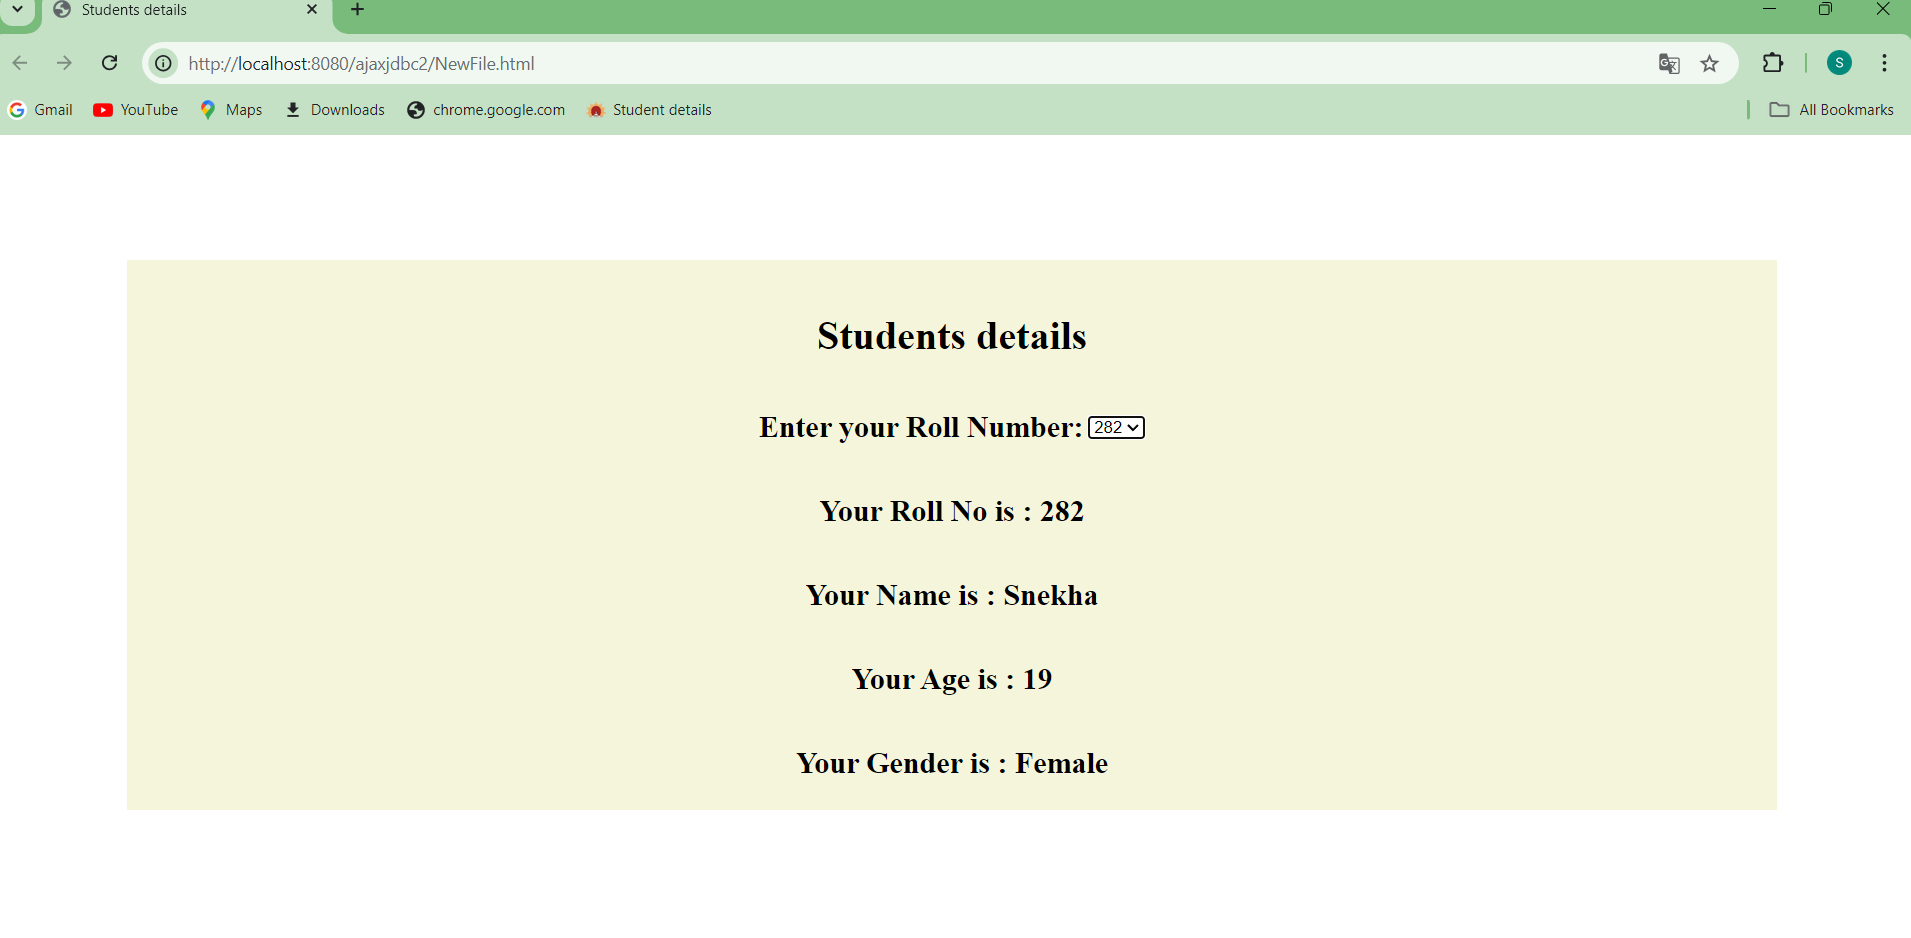 Students details
http://localhost:8080/ajaxjdbc2/NewFile.html
S
Gmail YouTube Maps Downloads chrome.google.com Student details All Bookmarks
Students details
Enter your Roll Number: 282
Your Roll No is : 282
Your Name is : Snekha
Your Age is : 19
Your Gender is : Female